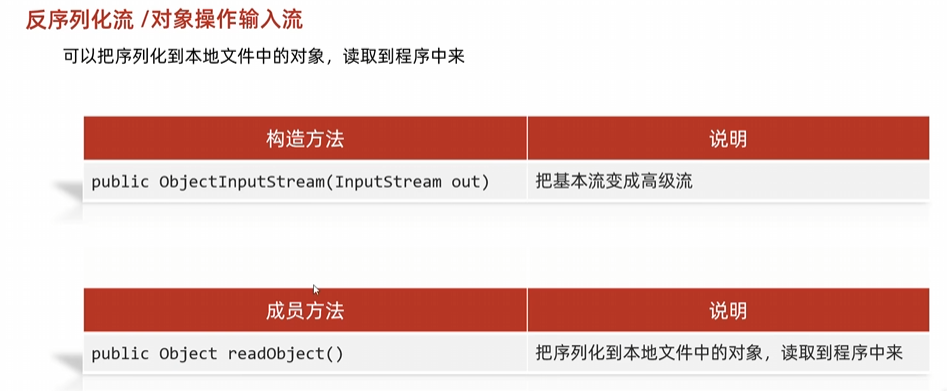 反序列化流 /对象操作输入流
可以把序列化到本地文件中的对象，读取到程序中来
构造方法 说明
public ObjectInputStream(InputStream out) 把基本流变成高级流
成员方法 说明
public Object readObject() 把序列化到本地文件中的对象，读取到程序中来